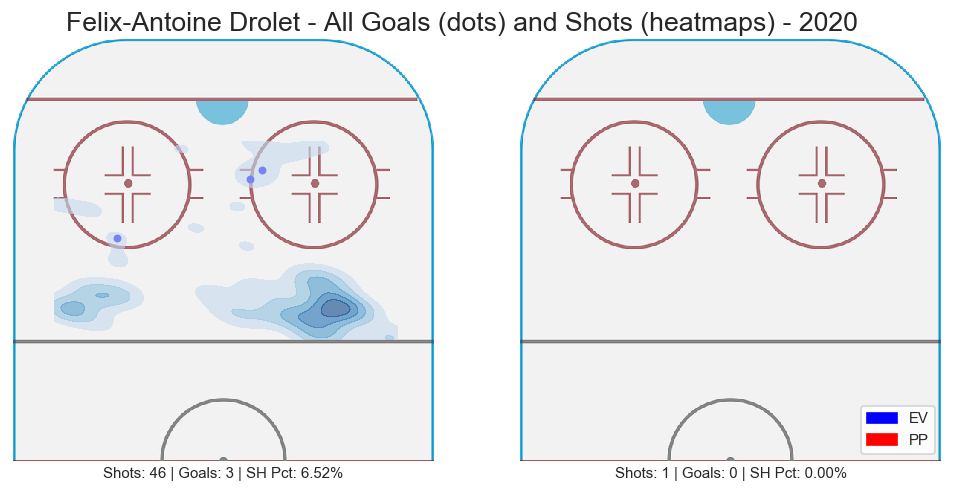 Felix-Antoine Drolet - All Goals (dots) and Shots (heatmaps) - 2020
EV
PP
Shots: 46 | Goals: 3 | SH Pct: 6.52%
Shots: 1 | Goals: 0 | SH Pct: 0.00%